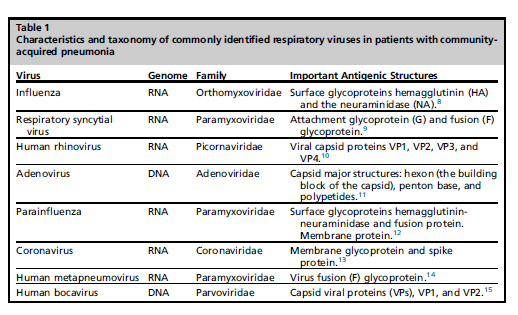 Table 1
Characteristics and taxonomy of commonly identified respiratory viruses in patients with community-
acquired pneumonia
Virus Genome Family Important Antigenic Structures
Influenza RNA Orthomyxoviridae Surface glycoproteins hemagglutinin (HA)
and the neuraminidase (NA).8
Respiratory syncytial RNA Paramyxoviridae Attachment glycoprotein (G) and fusion (F)
virus glycoprotein.9
Human rhinovirus RNA Picornaviridae Viral capsid proteins VP1, VP2, VP3, and
VP4.10
Adenovirus DNA Adenoviridae Capsid major structures: hexon (the building
block of the capsid), penton base, and
polypetides.11
Parainfluenza RNA Paramyxoviridae Surface glycoproteins hemagglutinin-
neuraminidase and fusion protein.
Membrane protein.12
Coronavirus RNA Coronaviridae Membrane glycoprotein and spike
protein.13
Human metapneumovirus RNA Paramyxoviridae Virus fusion (F) glycoprotein.14
Human bocavirus DNA Parvoviridae Capsid viral proteins (VPs), VP1, and VP2.15